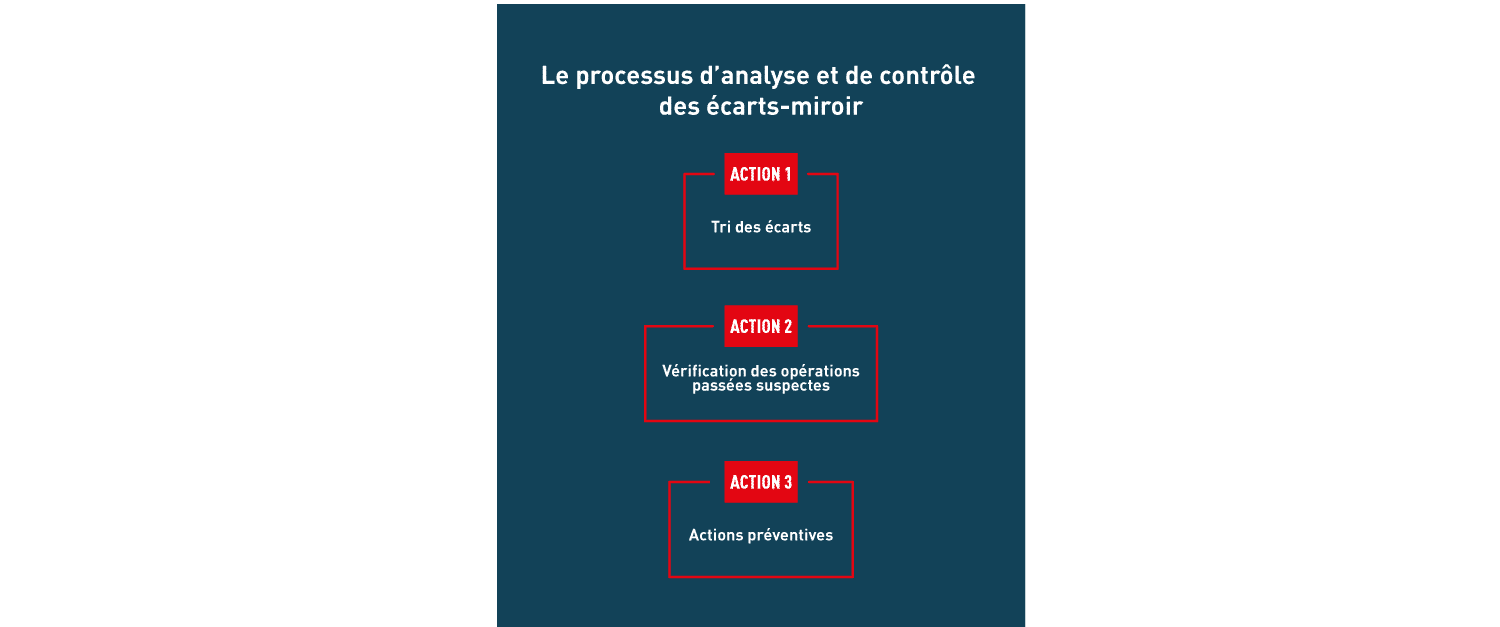 Le processus d'analyse et de contrôle
des écarts-miroir
ACTION 1
Tri des écarts
ACTION 2
Vérification des opérations
passées suspectes
ACTION 3
Actions préventives